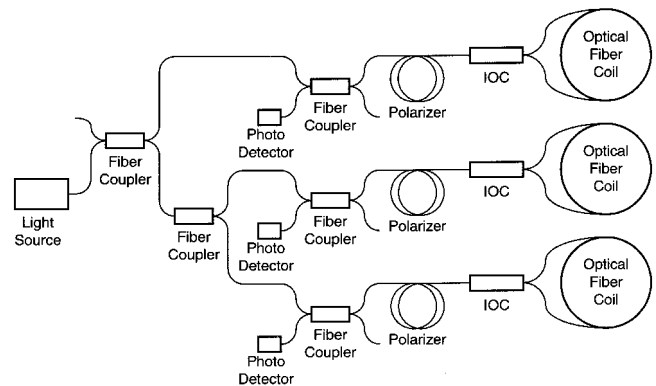 Optical
Fiber
Coil
IOC
Polarizer
Fiber
Coupler
Photo
Detector
Fiber
Coupler
Light
Source
Fiber
Coupler
Optical
Fiber
Coil
IOC
Polarizer
Fiber
Coupler
Photo
Detector
Optical
Fiber
Coil
IOC
Polarizer
Fiber
Coupler
Photo
Detector